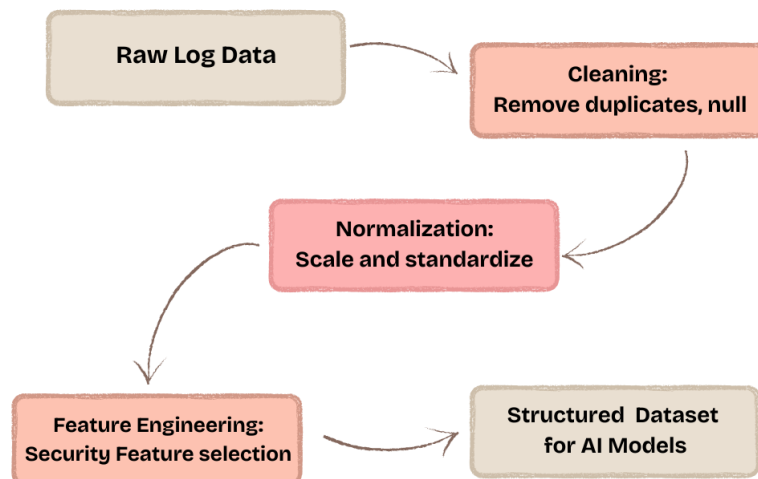 Raw Log Data
Cleaning:
Remove duplicates, null
Normalization:
Scale and standardize
Feature Engineering:
Security Feature selection
Structured Dataset
for AI Models